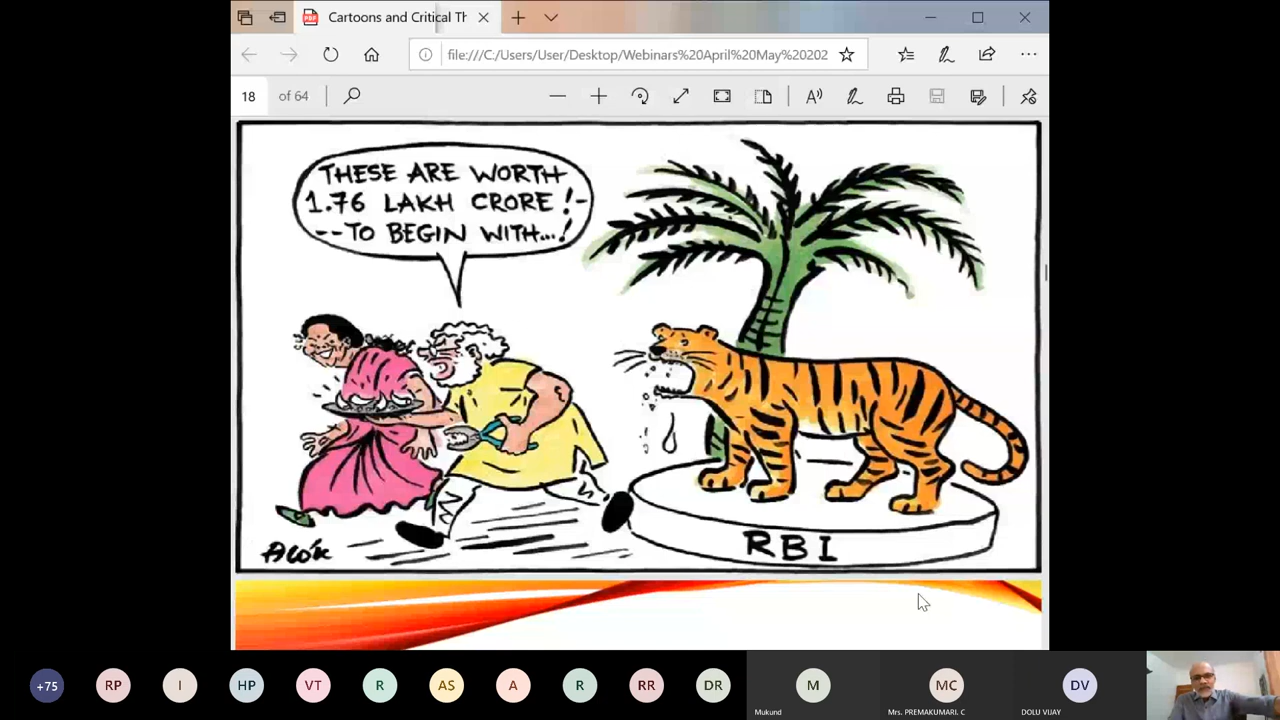 Cartoons and Critical Th
file:///C:/Users/User/Desktop/Webinars%20April%20May%20202
18 of 64
THESE ARE WORTH
1.76 LAKH CRORE!-
--TO BEGIN WITH...!
RBI
Alok
+75
RP
I
HP
VT
R
AS
A
R
RR
DR
M
MC
DV
Mukund
Mrs. PREMAKUMARI. C
DOLU VIJAY